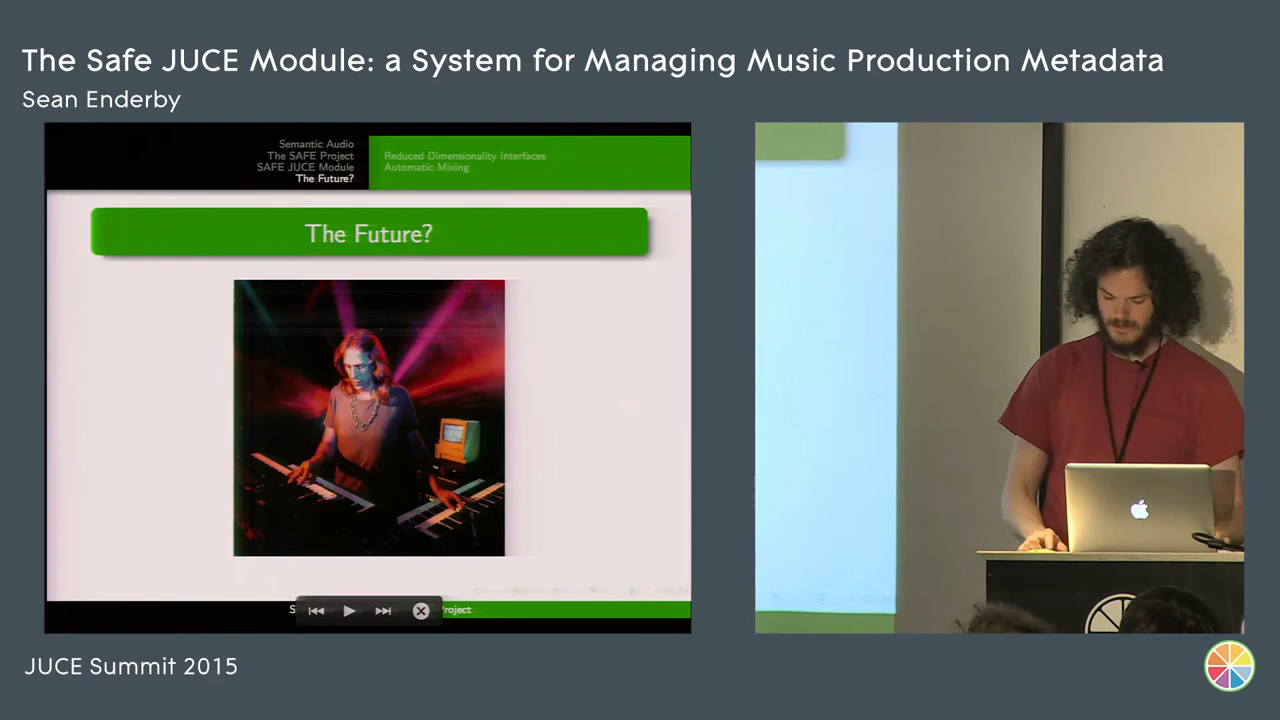 The Safe JUCE Module: a System for Managing Music Production Metadata
Sean Enderby
Semantic Audio
The SAFE Project
SAFE JUCE Module
The Future?
Reduced Dimensionality Interfaces
Automatic Mixing
The Future?
Project
JUCE Summit 2015